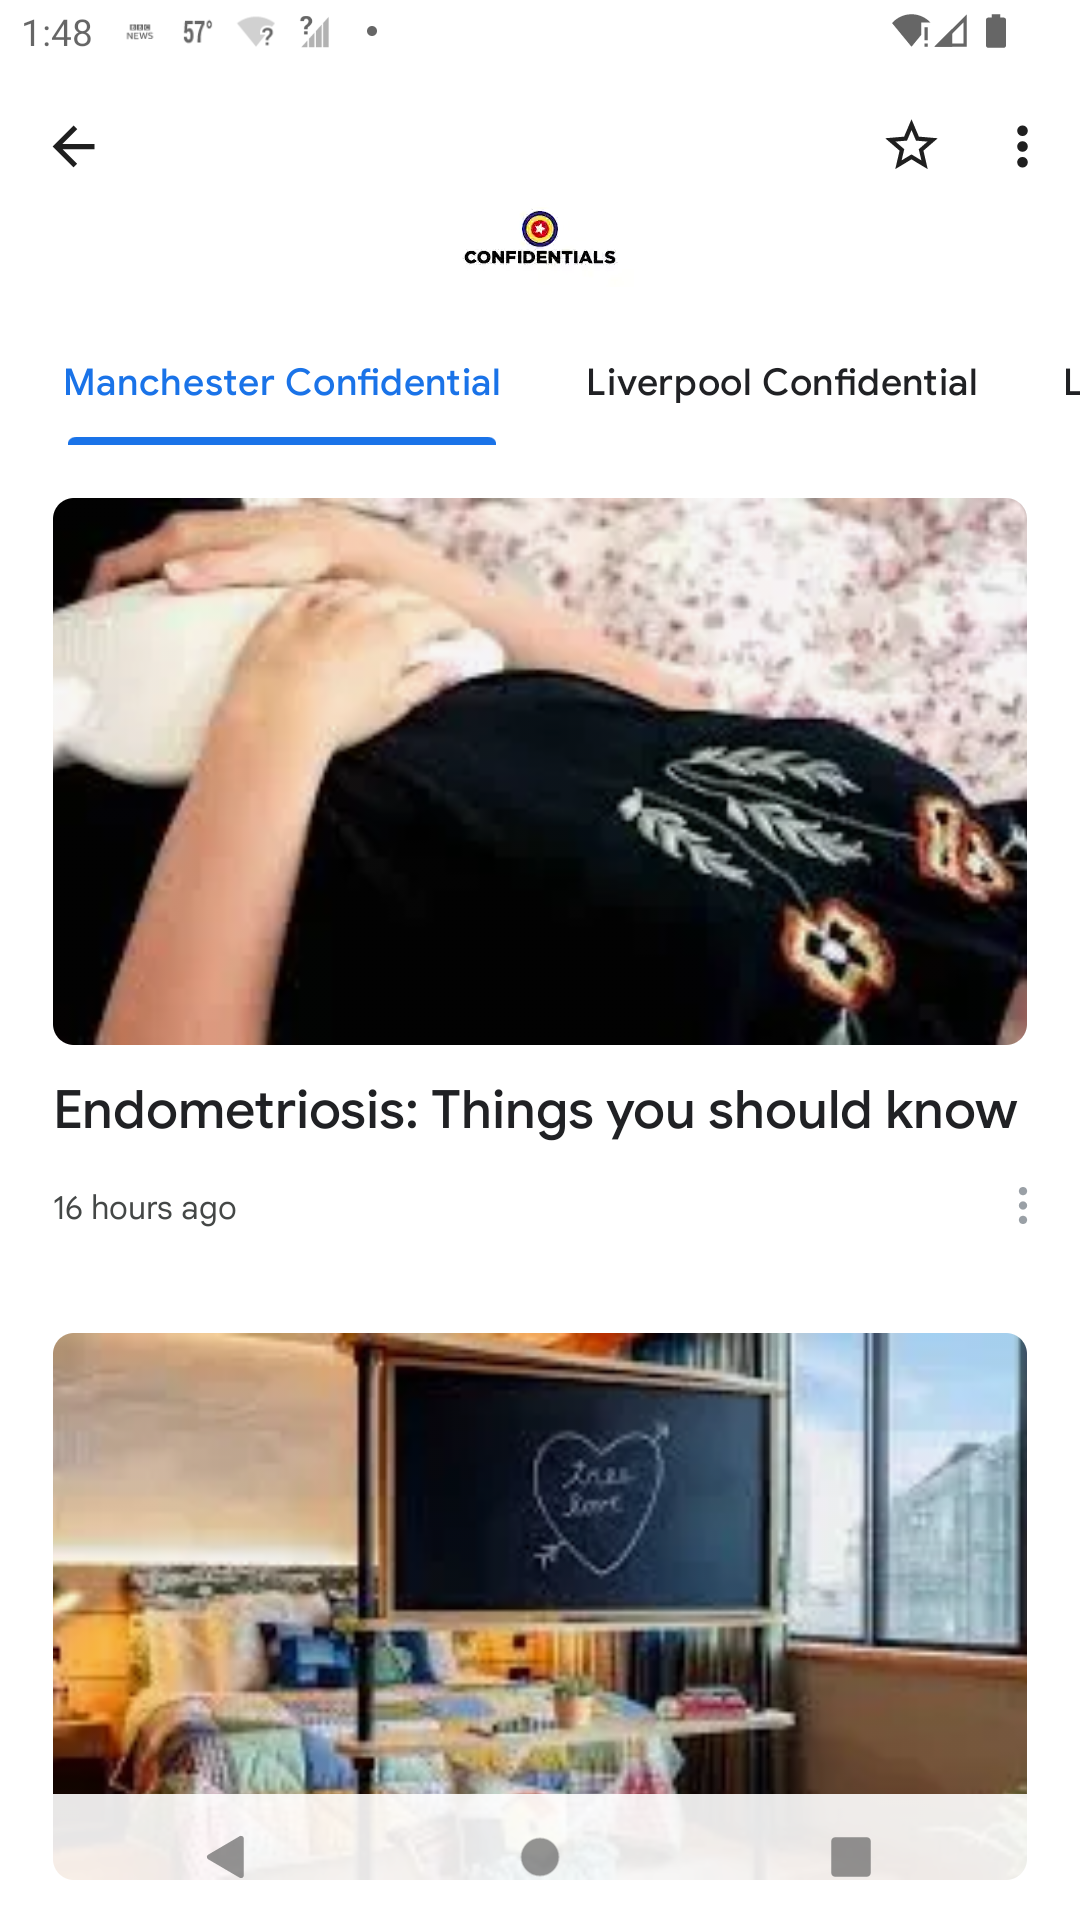 1:48
BBC
NEWS
57°
CONFIDENTIALS
Manchester Confidential
Liverpool Confidential
L
Endometriosis: Things you should know
16 hours ago
tree
love